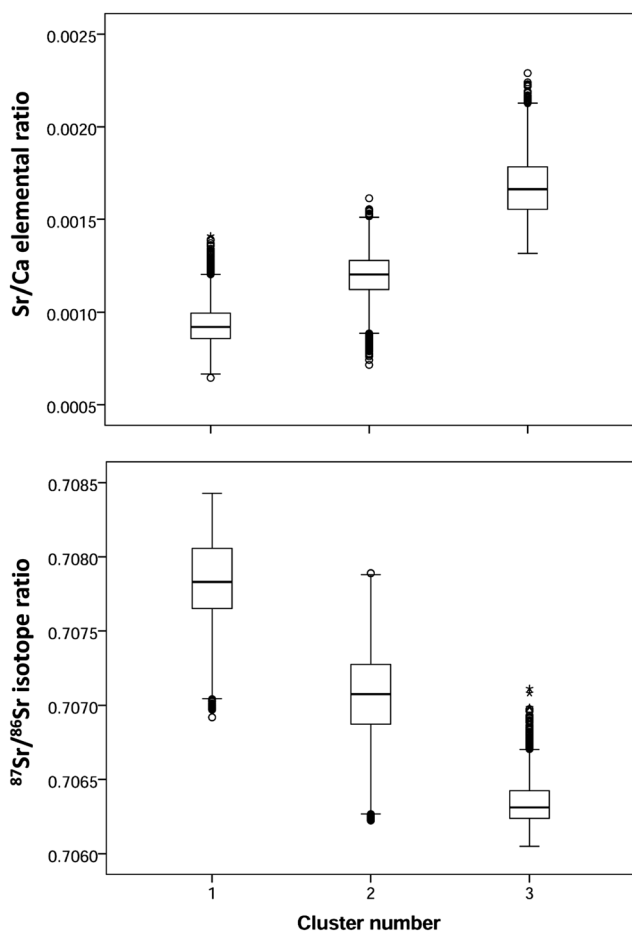 Sr/Ca elemental ratio
0.0025
0.0020
0.0015
0.0010
0.0005
⁸⁷Sr/⁸⁶Sr isotope ratio
0.7085
0.7080
0.7075
0.7070
0.7065
0.7060
1 2 3
Cluster number